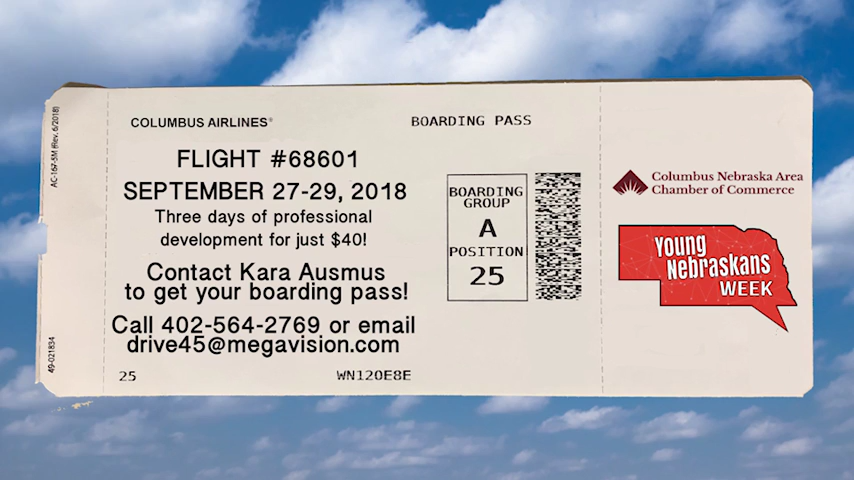 AC-167-5M (Rev. 6/2018)
COLUMBUS AIRLINES®
BOARDING PASS
FLIGHT #68601
SEPTEMBER 27-29, 2018
Three days of professional
development for just $40!
Contact Kara Ausmus
to get your boarding pass!
Call 402-564-2769 or email
drive45@megavision.com
BOARDING
GROUP
A
POSITION
25
Columbus Nebraska Area
Chamber of Commerce
Young
Nebraskans
WEEK
49-021834
25
WN120E8E